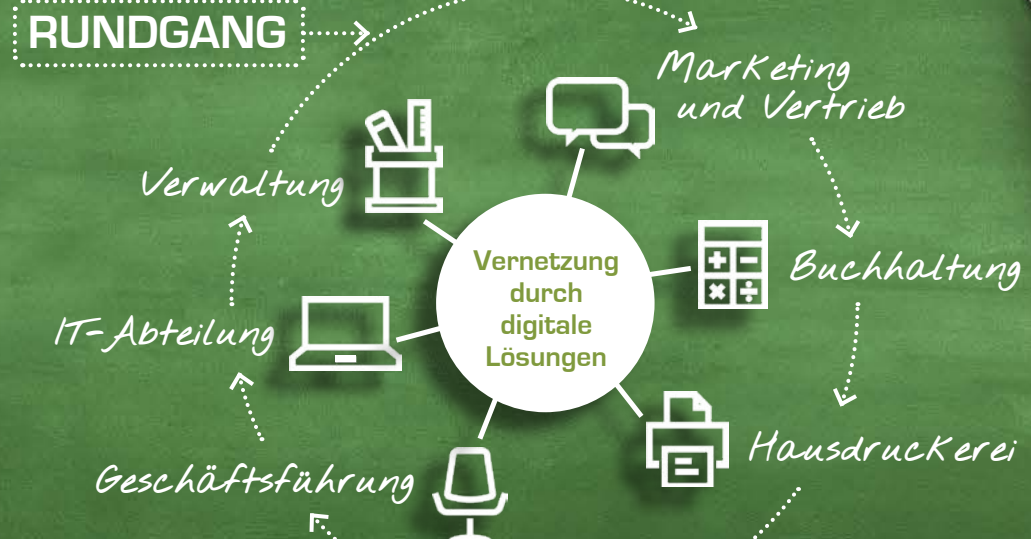 RUNDGANG
Marketing
und Vertrieb
Verwaltung
Vernetzung
durch
digitale
Lösungen
Buchhaltung
IT-Abteilung
Hausdruckerei
Geschäftsführung